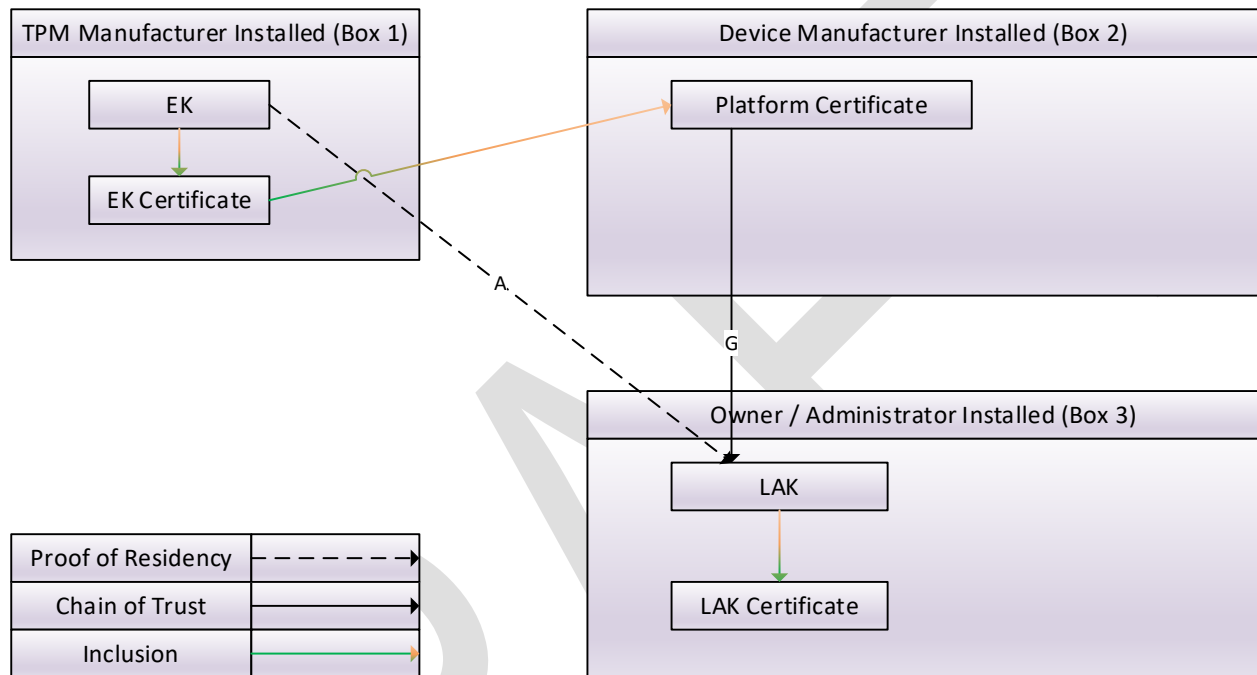 TPM Manufacturer Installed (Box 1)
EK
EK Certificate
Device Manufacturer Installed (Box 2)
Platform Certificate
A
G
Owner / Administrator Installed (Box 3)
LAK
LAK Certificate
Proof of Residency
Chain of Trust
Inclusion